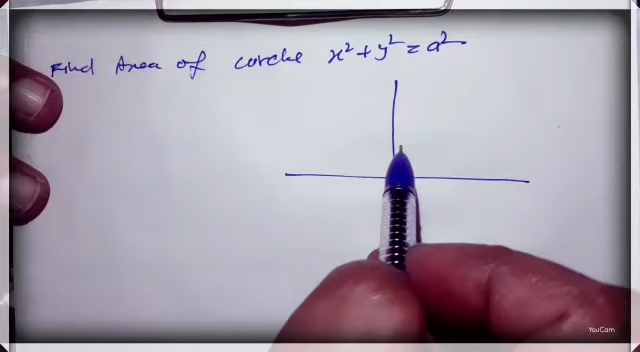 Find Area of circle x² + y² = a²
YouCam